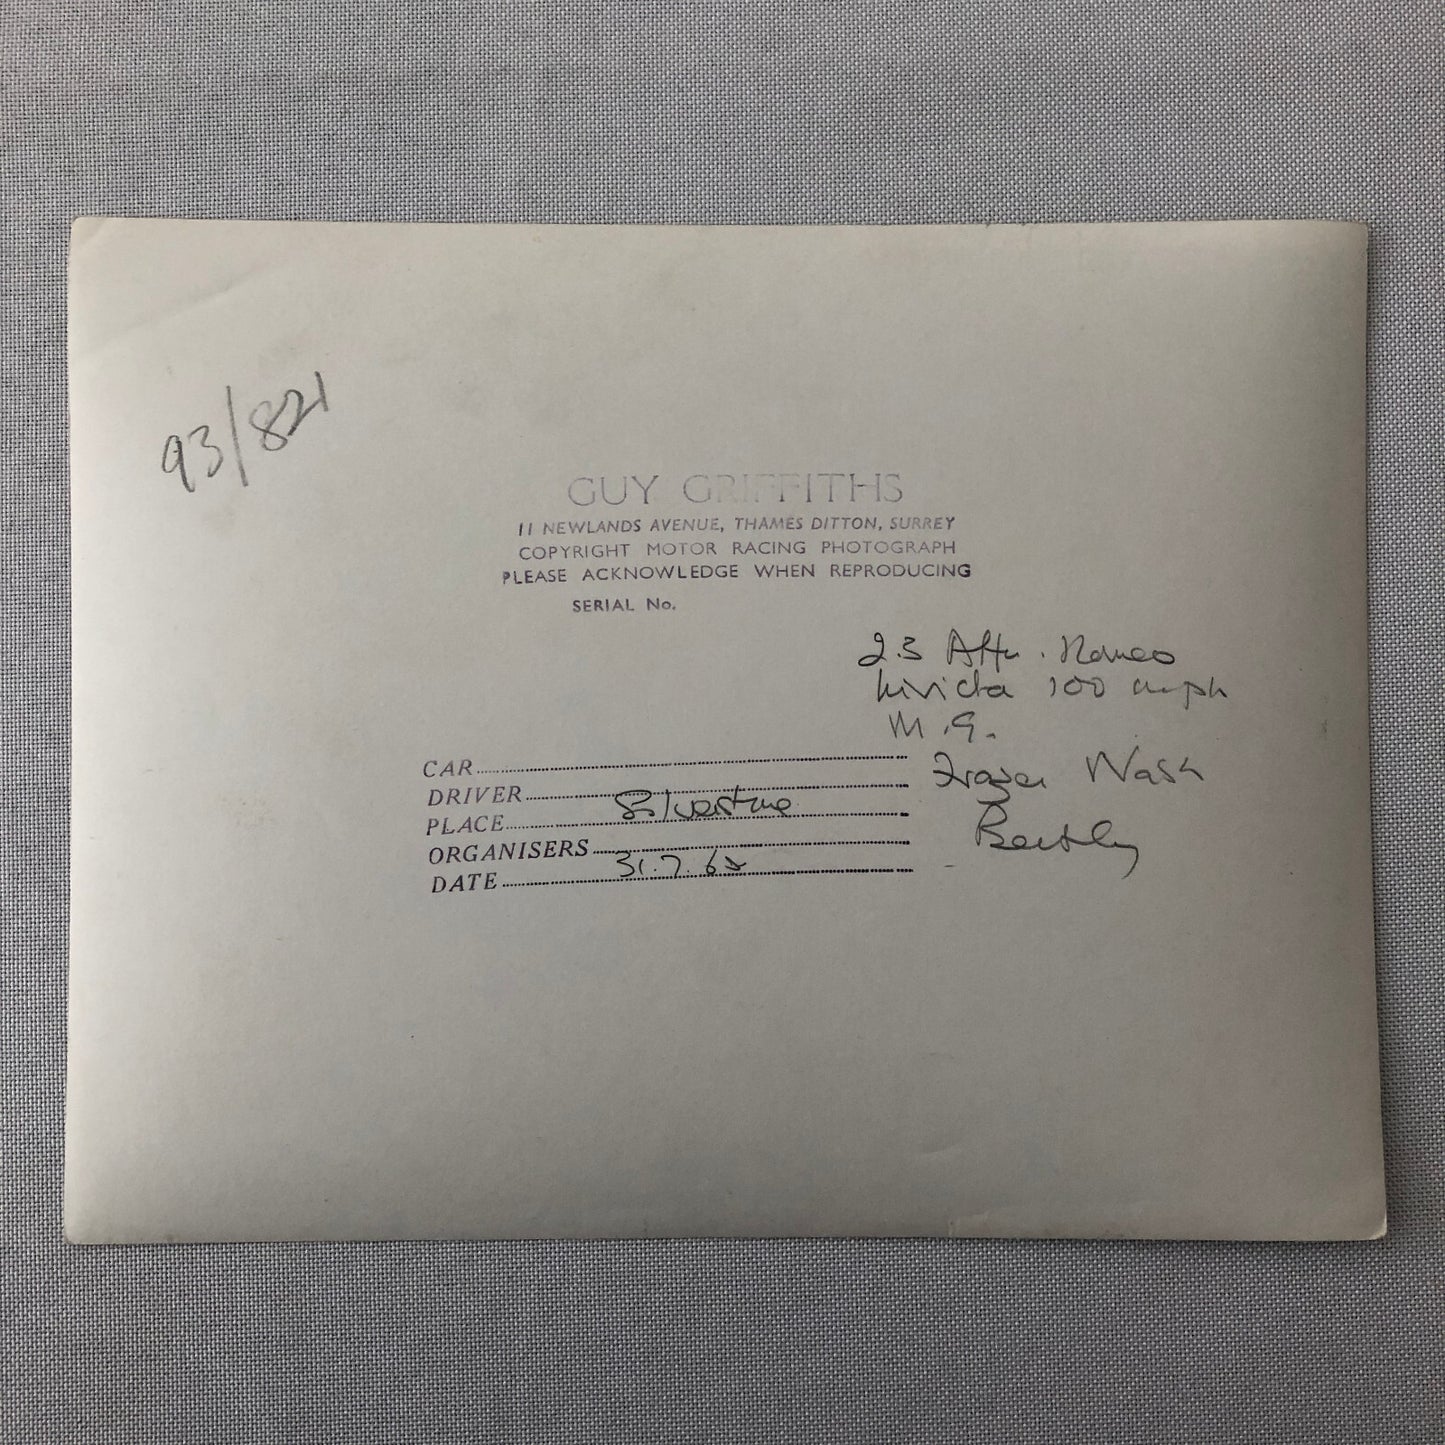 93/821
GUY GRIFFITHS
11 NEWLANDS AVENUE, THAMES DITTON, SURREY
COPYRIGHT MOTOR RACING PHOTOGRAPH
PLEASE ACKNOWLEDGE WHEN REPRODUCING
SERIAL No.
2.3 Alfa. Romeo
Invicta 100 mph
M.G.
Frazer Nash
Bentley
CAR
DRIVER
PLACE Silverstone
ORGANISERS
DATE 31.7.